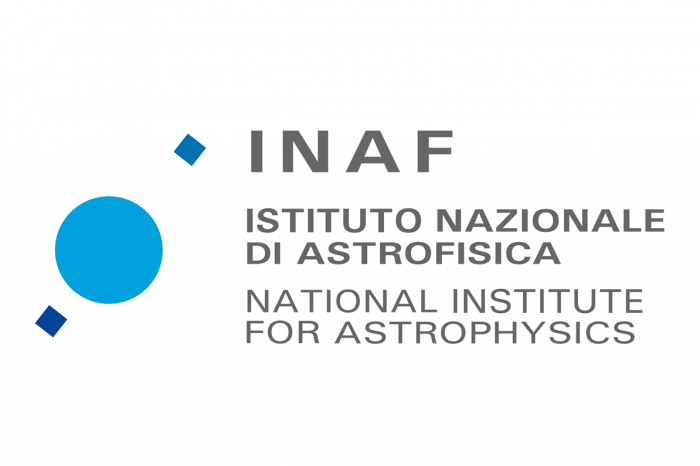 INAF
ISTITUTO NAZIONALE
DI ASTROFISICA
NATIONAL INSTITUTE
FOR ASTROPHYSICS